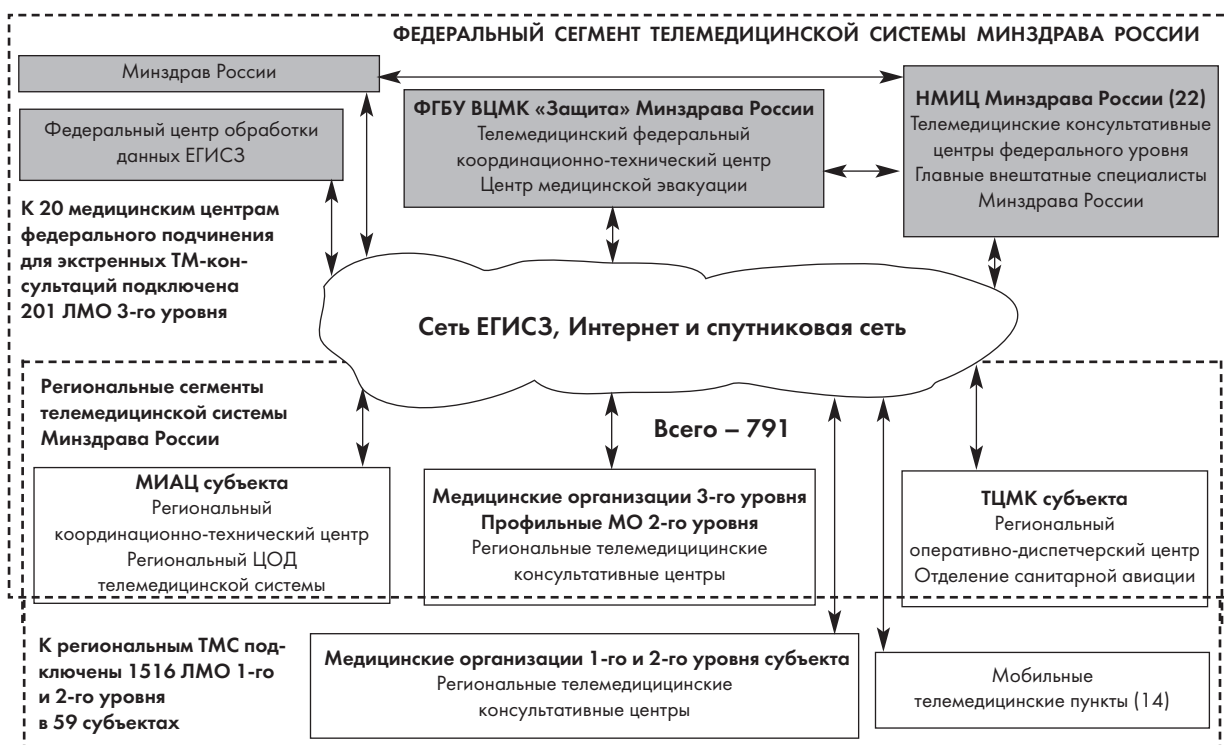 ФЕДЕРАЛЬНЫЙ СЕГМЕНТ ТЕЛЕМЕДИЦИНСКОЙ СИСТЕМЫ МИНЗДРАВА РОССИИ
Минздрав России
Федеральный центр обработки
данных ЕГИСЗ
ФГБУ ВЦМК «Защита» Минздрава России
Телемедицинский федеральный
координационно-технический центр
Центр медицинской эвакуации
НМИЦ Минздрава России (22)
Телемедицинские консультативные
центры федерального уровня
Главные внештатные специалисты
Минздрава России
К 20 медицинским центрам
федерального подчинения
для экстренных ТМ-кон-
сультаций подключена
201 ЛМО 3-го уровня
Сеть ЕГИСЗ, Интернет и спутниковая сеть
Региональные сегменты
телемедицинской системы
Минздрава России
Всего – 791
МИАЦ субъекта
Региональный
координационно-технический центр
Региональный ЦОД
телемедицинской системы
Медицинские организации 3-го уровня
Профильные МО 2-го уровня
Региональные телемедицицинские
консультативные центры
ТЦМК субъекта
Региональный
оперативно-диспетчерский центр
Отделение санитарной авиации
К региональным ТМС под-
ключены 1516 ЛМО 1-го
и 2-го уровня
в 59 субъектах
Медицинские организации 1-го и 2-го уровня субъекта
Региональные телемедицицинские
консультативные центры
Мобильные
телемедицинские пункты (14)